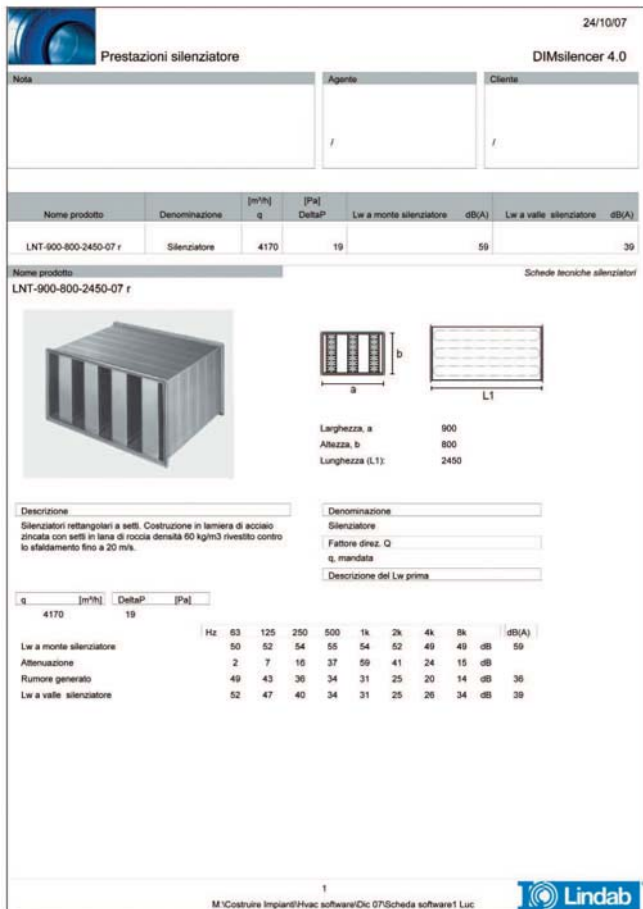 24/10/07
Prestazioni silenziatore DIMsilencer 4.0
Nota Agente Cliente
/ /
[m³/h] [Pa]
Nome prodotto Denominazione q DeltaP Lw a monte silenziatore dB(A) Lw a valle silenziatore dB(A)
LNT-900-800-2450-07 r Silenziatore 4170 19 59 39
Nome prodotto Schede tecniche silenziatori
LNT-900-800-2450-07 r
b
a L1
Larghezza, a 900
Altezza, b 800
Lunghezza (L1): 2450
Descrizione Denominazione
Silenziatori rettangolari a setti. Costruzione in lamiera di acciaio Silenziatore
zincata con setti in lana di roccia densità 60 kg/m3 rivestito contro Fattore direz. Q
lo sfaldamento fino a 20 m/s. q, mandata
Descrizione del Lw prima
q [m³/h] DeltaP [Pa]
4170 19
Hz 63 125 250 500 1k 2k 4k 8k dB(A)
Lw a monte silenziatore 50 52 54 55 54 52 49 49 dB 59
Attenuazione 2 7 16 37 59 41 24 15 dB
Rumore generato 49 43 36 34 31 25 20 14 dB 36
Lw a valle silenziatore 52 47 40 34 31 25 26 34 dB 39
1
M:\Costruire Impianti\Hvac software\Dic 07\Scheda software1 Luc
Lindab